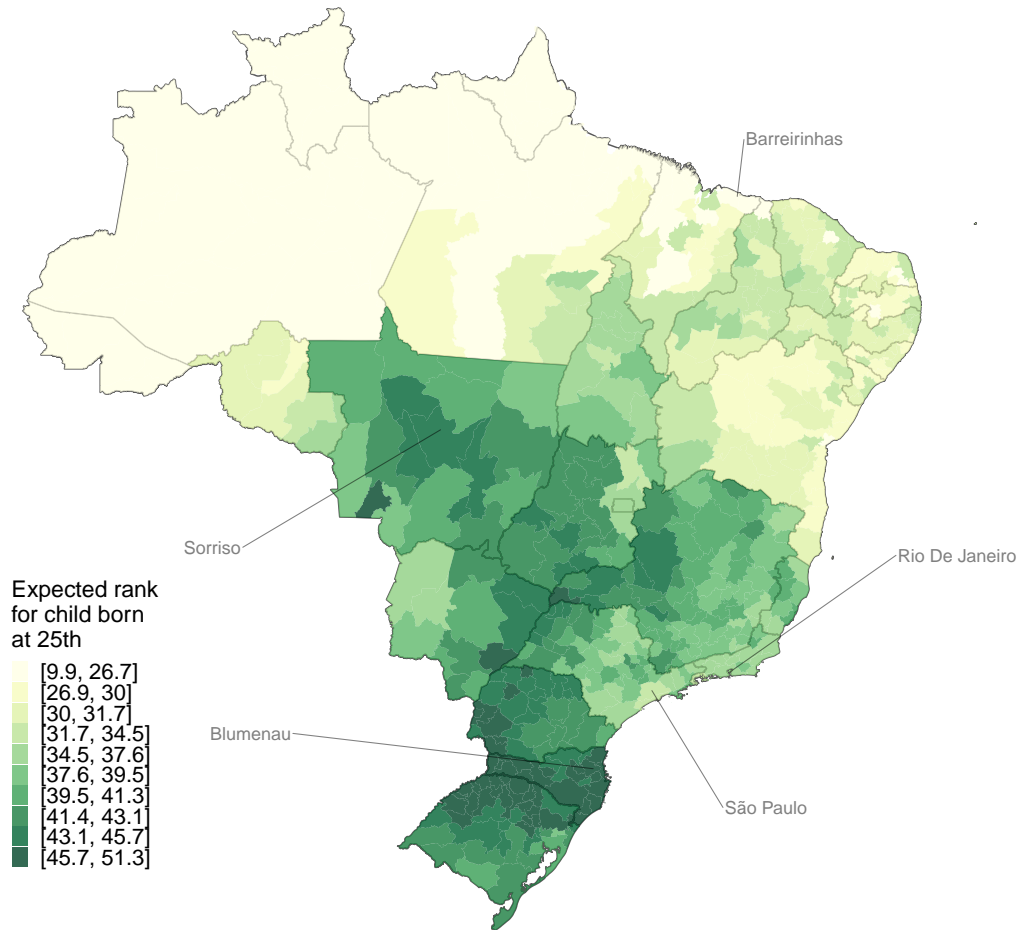 Barreirinhas
Sorriso
Rio De Janeiro
Expected rank
for child born
at 25th
[9.9, 26.7]
[26.9, 30]
[30, 31.7]
[31.7, 34.5]
[34.5, 37.6]
[37.6, 39.5]
[39.5, 41.3]
[41.4, 43.1]
[43.1, 45.7]
[45.7, 51.3]
Blumenau
São Paulo